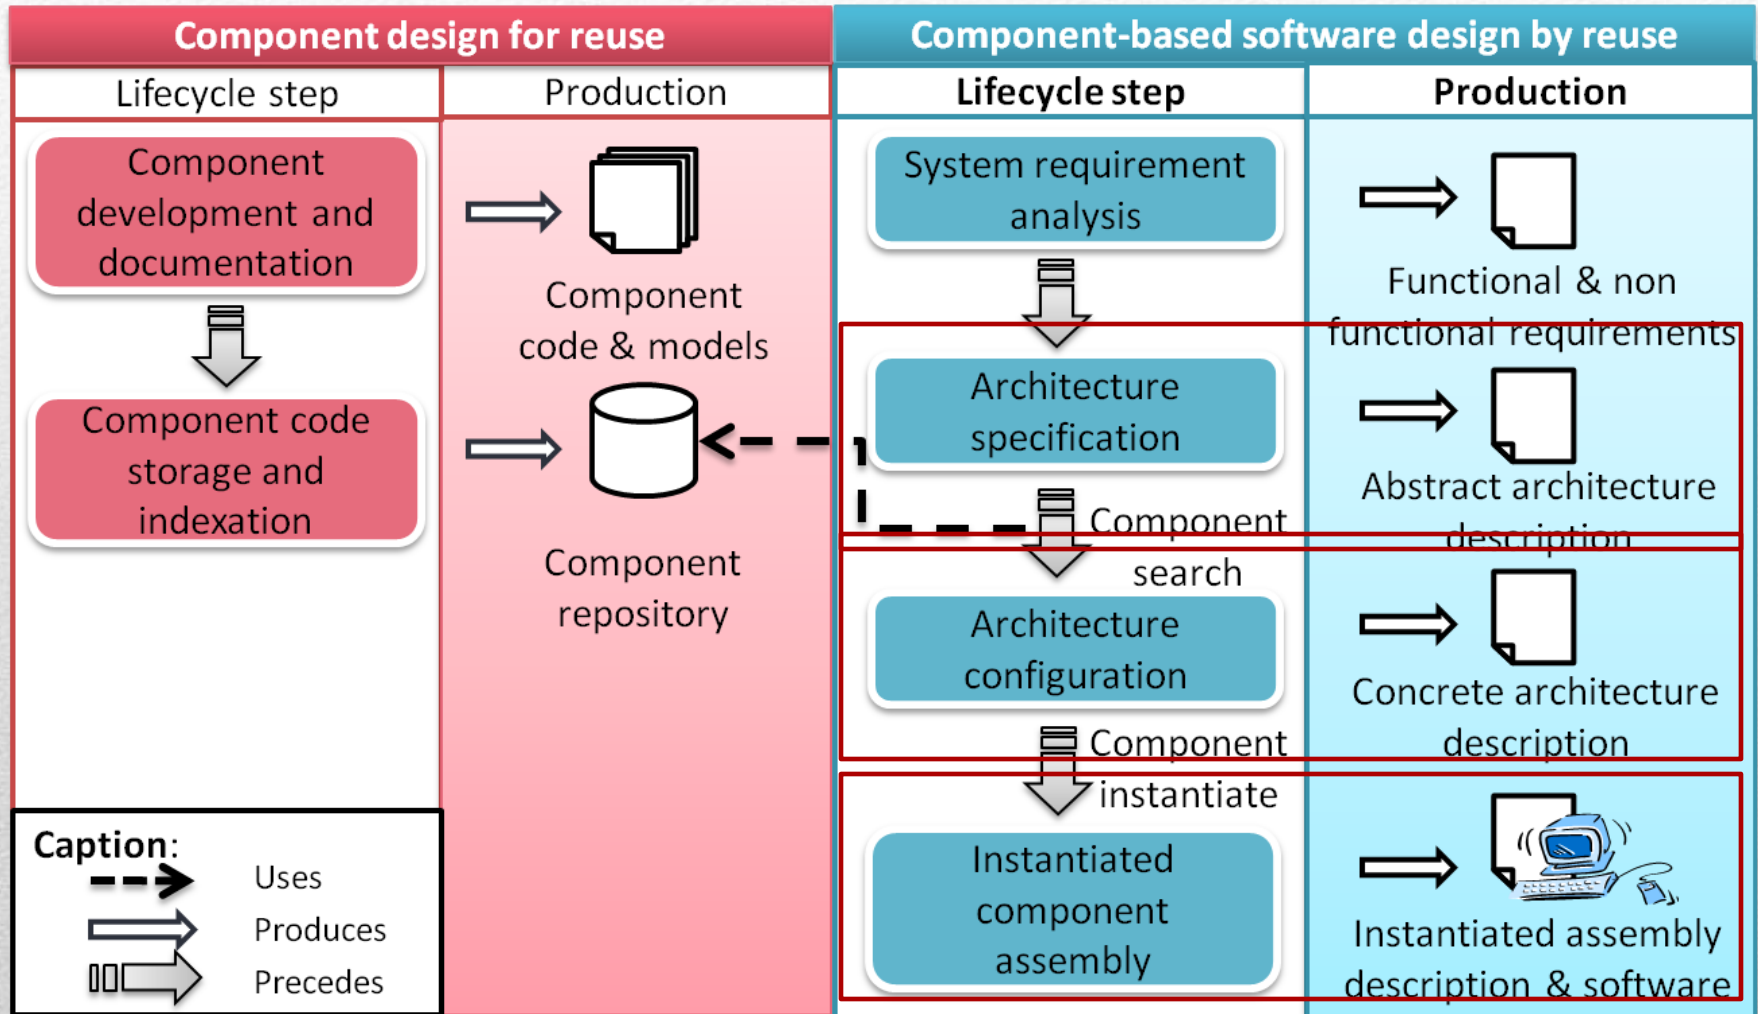 Component design for reuse
Component-based software design by reuse
Lifecycle step
Production
Lifecycle step
Production
Component
development and
documentation
Component
code & models
Component code
storage and
indexation
Component
repository
System requirement
analysis
Functional & non
functional requirements
Architecture
specification
Abstract architecture
description
Component
search
Architecture
configuration
Concrete architecture
description
Component
instantiate
Instantiated
component
assembly
Instantiated assembly
description & software
Caption:
Uses
Produces
Precedes